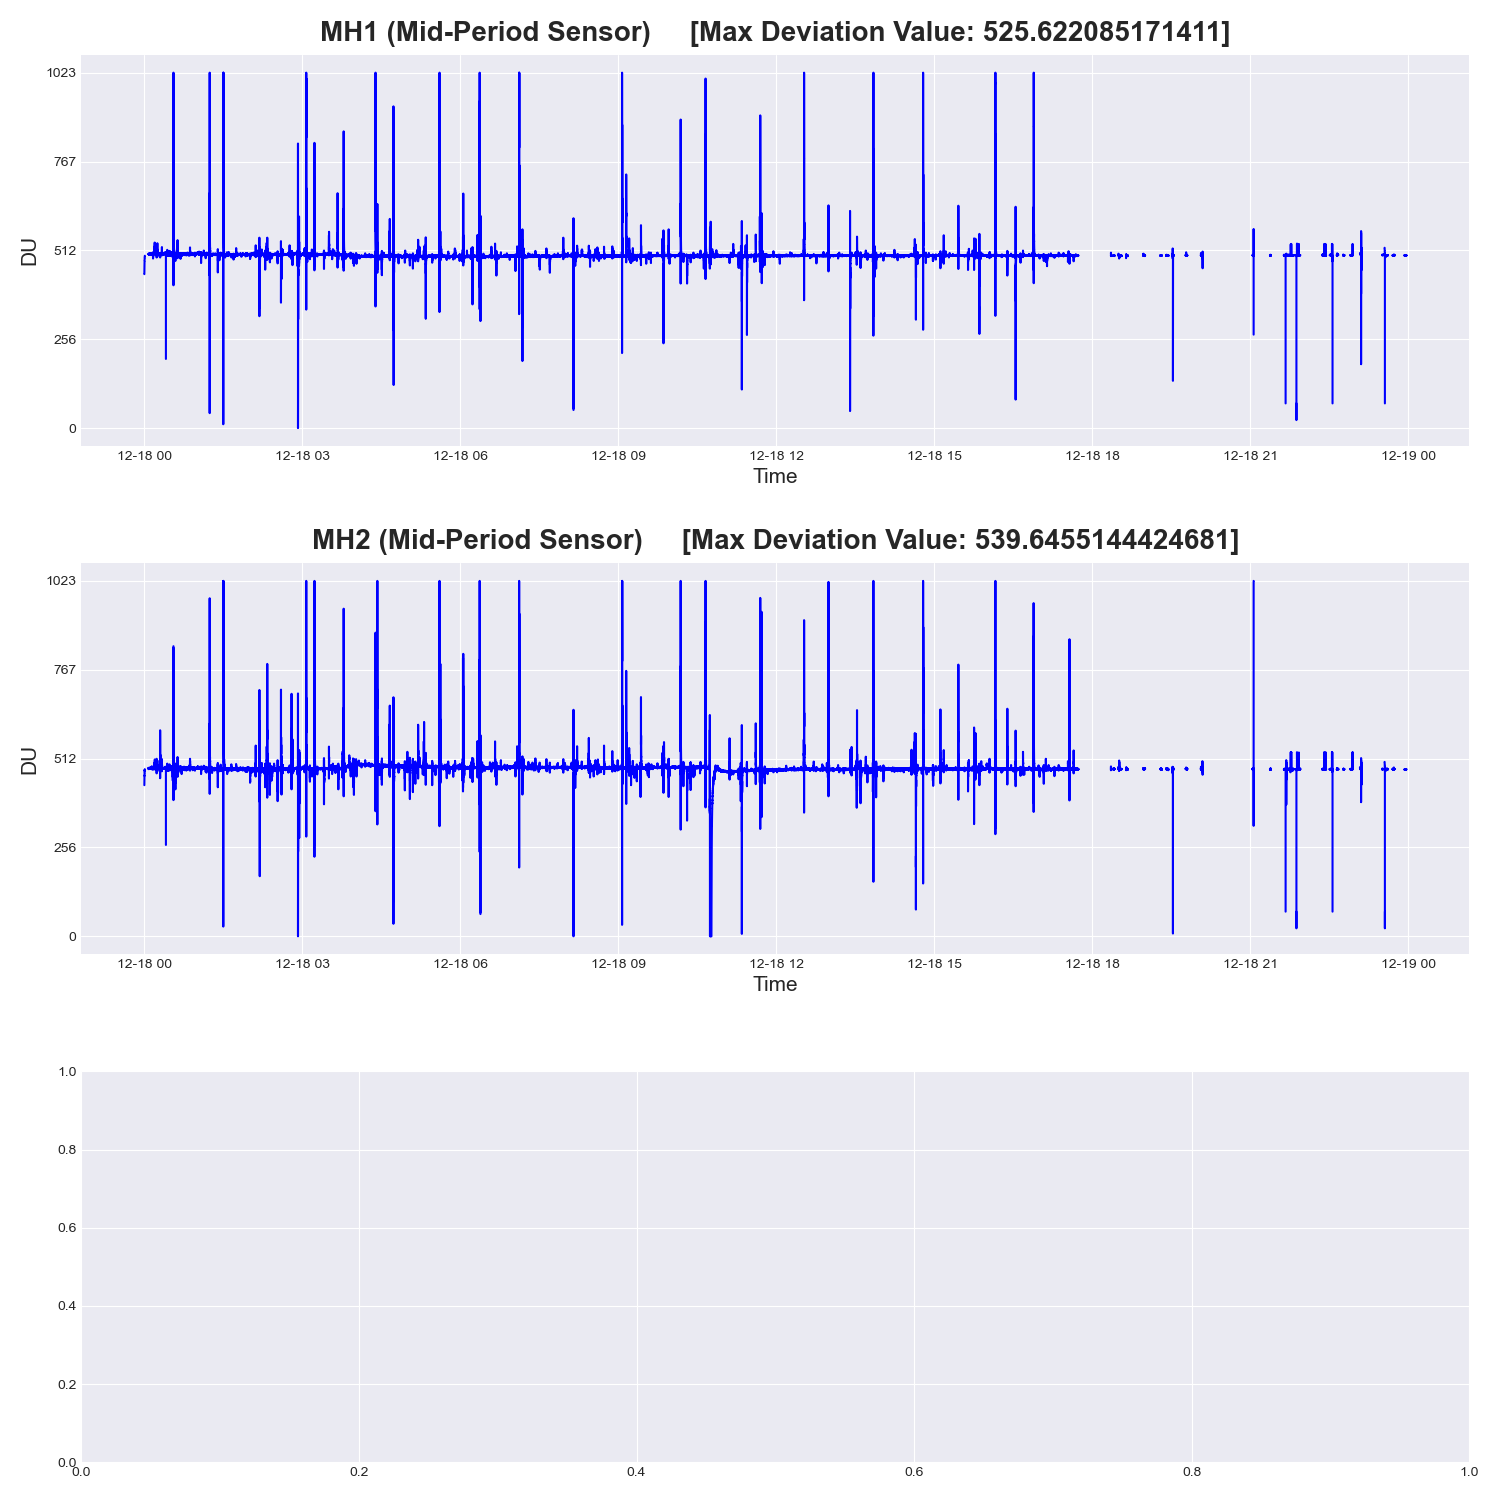 MH1 (Mid-Period Sensor) [Max Deviation Value: 525.622085171411]
1023
767
512
256
0
DU
12-18 00 12-18 03 12-18 06 12-18 09 12-18 12 12-18 15 12-18 18 12-18 21 12-19 00
Time
MH2 (Mid-Period Sensor) [Max Deviation Value: 539.6455144424681]
1023
767
512
256
0
DU
12-18 00 12-18 03 12-18 06 12-18 09 12-18 12 12-18 15 12-18 18 12-18 21 12-19 00
Time
1.0
0.8
0.6
0.4
0.2
0.0
0.0 0.2 0.4 0.6 0.8 1.0